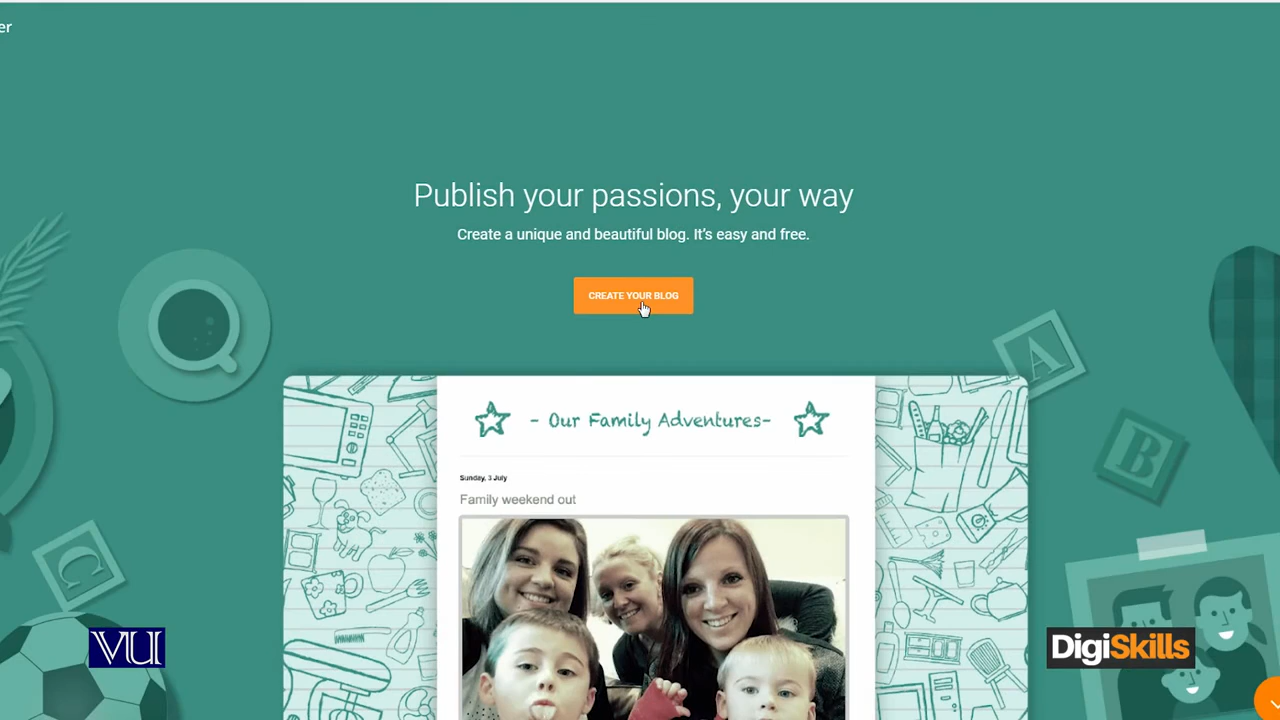 er
Publish your passions, your way
Create a unique and beautiful blog. It's easy and free.
CREATE YOUR BLOG
- Our Family Adventures-
Sunday, 3 July
Family weekend out
A
B
C
VU
DigiSkills